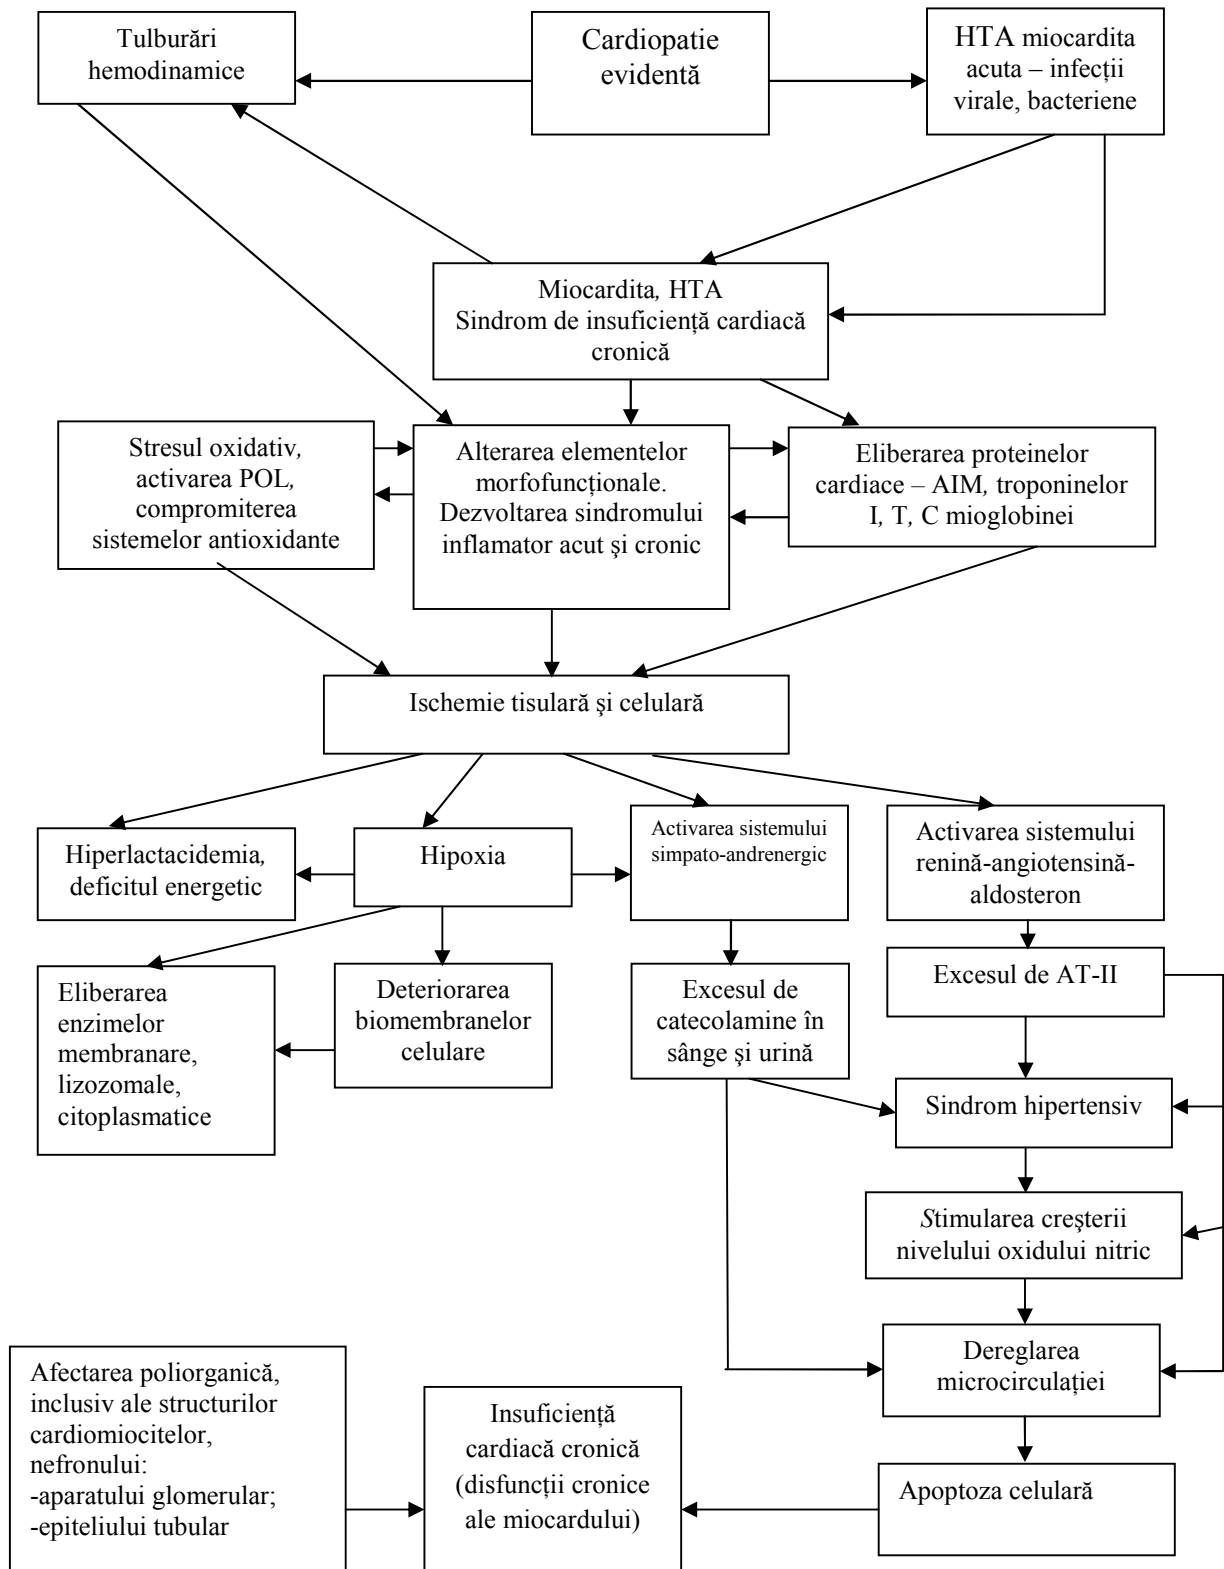 Tulburări
hemodinamice
Cardiopatie
evidentă
HTA miocardita
acuta – infecții
virale, bacteriene
Miocardita, HTA
Sindrom de insuficiență cardiacă
cronică
Stresul oxidativ,
activarea POL,
compromiterea
sistemelor antioxidante
Alterarea elementelor
morfofuncționale.
Dezvoltarea sindromului
inflamator acut şi cronic
Eliberarea proteinelor
cardiace – AIM, troponinelor
I, T, C mioglobinei
Ischemie tisulară şi celulară
Hiperlactacidemia,
deficitul energetic
Hipoxia
Activarea sistemului
simpato-andrenergic
Activarea sistemului
renină-angiotensină-
aldosteron
Eliberarea
enzimelor
membranare,
lizozomale,
citoplasmatice
Deteriorarea
biomembranelor
celulare
Excesul de
catecolamine în
sânge şi urină
Excesul de AT-II
Sindrom hipertensiv
Stimularea creşterii
nivelului oxidului nitric
Dereglarea
microcirculației
Afectarea poliorganică,
inclusiv ale structurilor
cardiomiocitelor,
nefronului:
-aparatului glomerular;
-epiteliului tubular
Insuficiență
cardiacă cronică
(disfuncții cronice
ale miocardului)
Apoptoza celulară